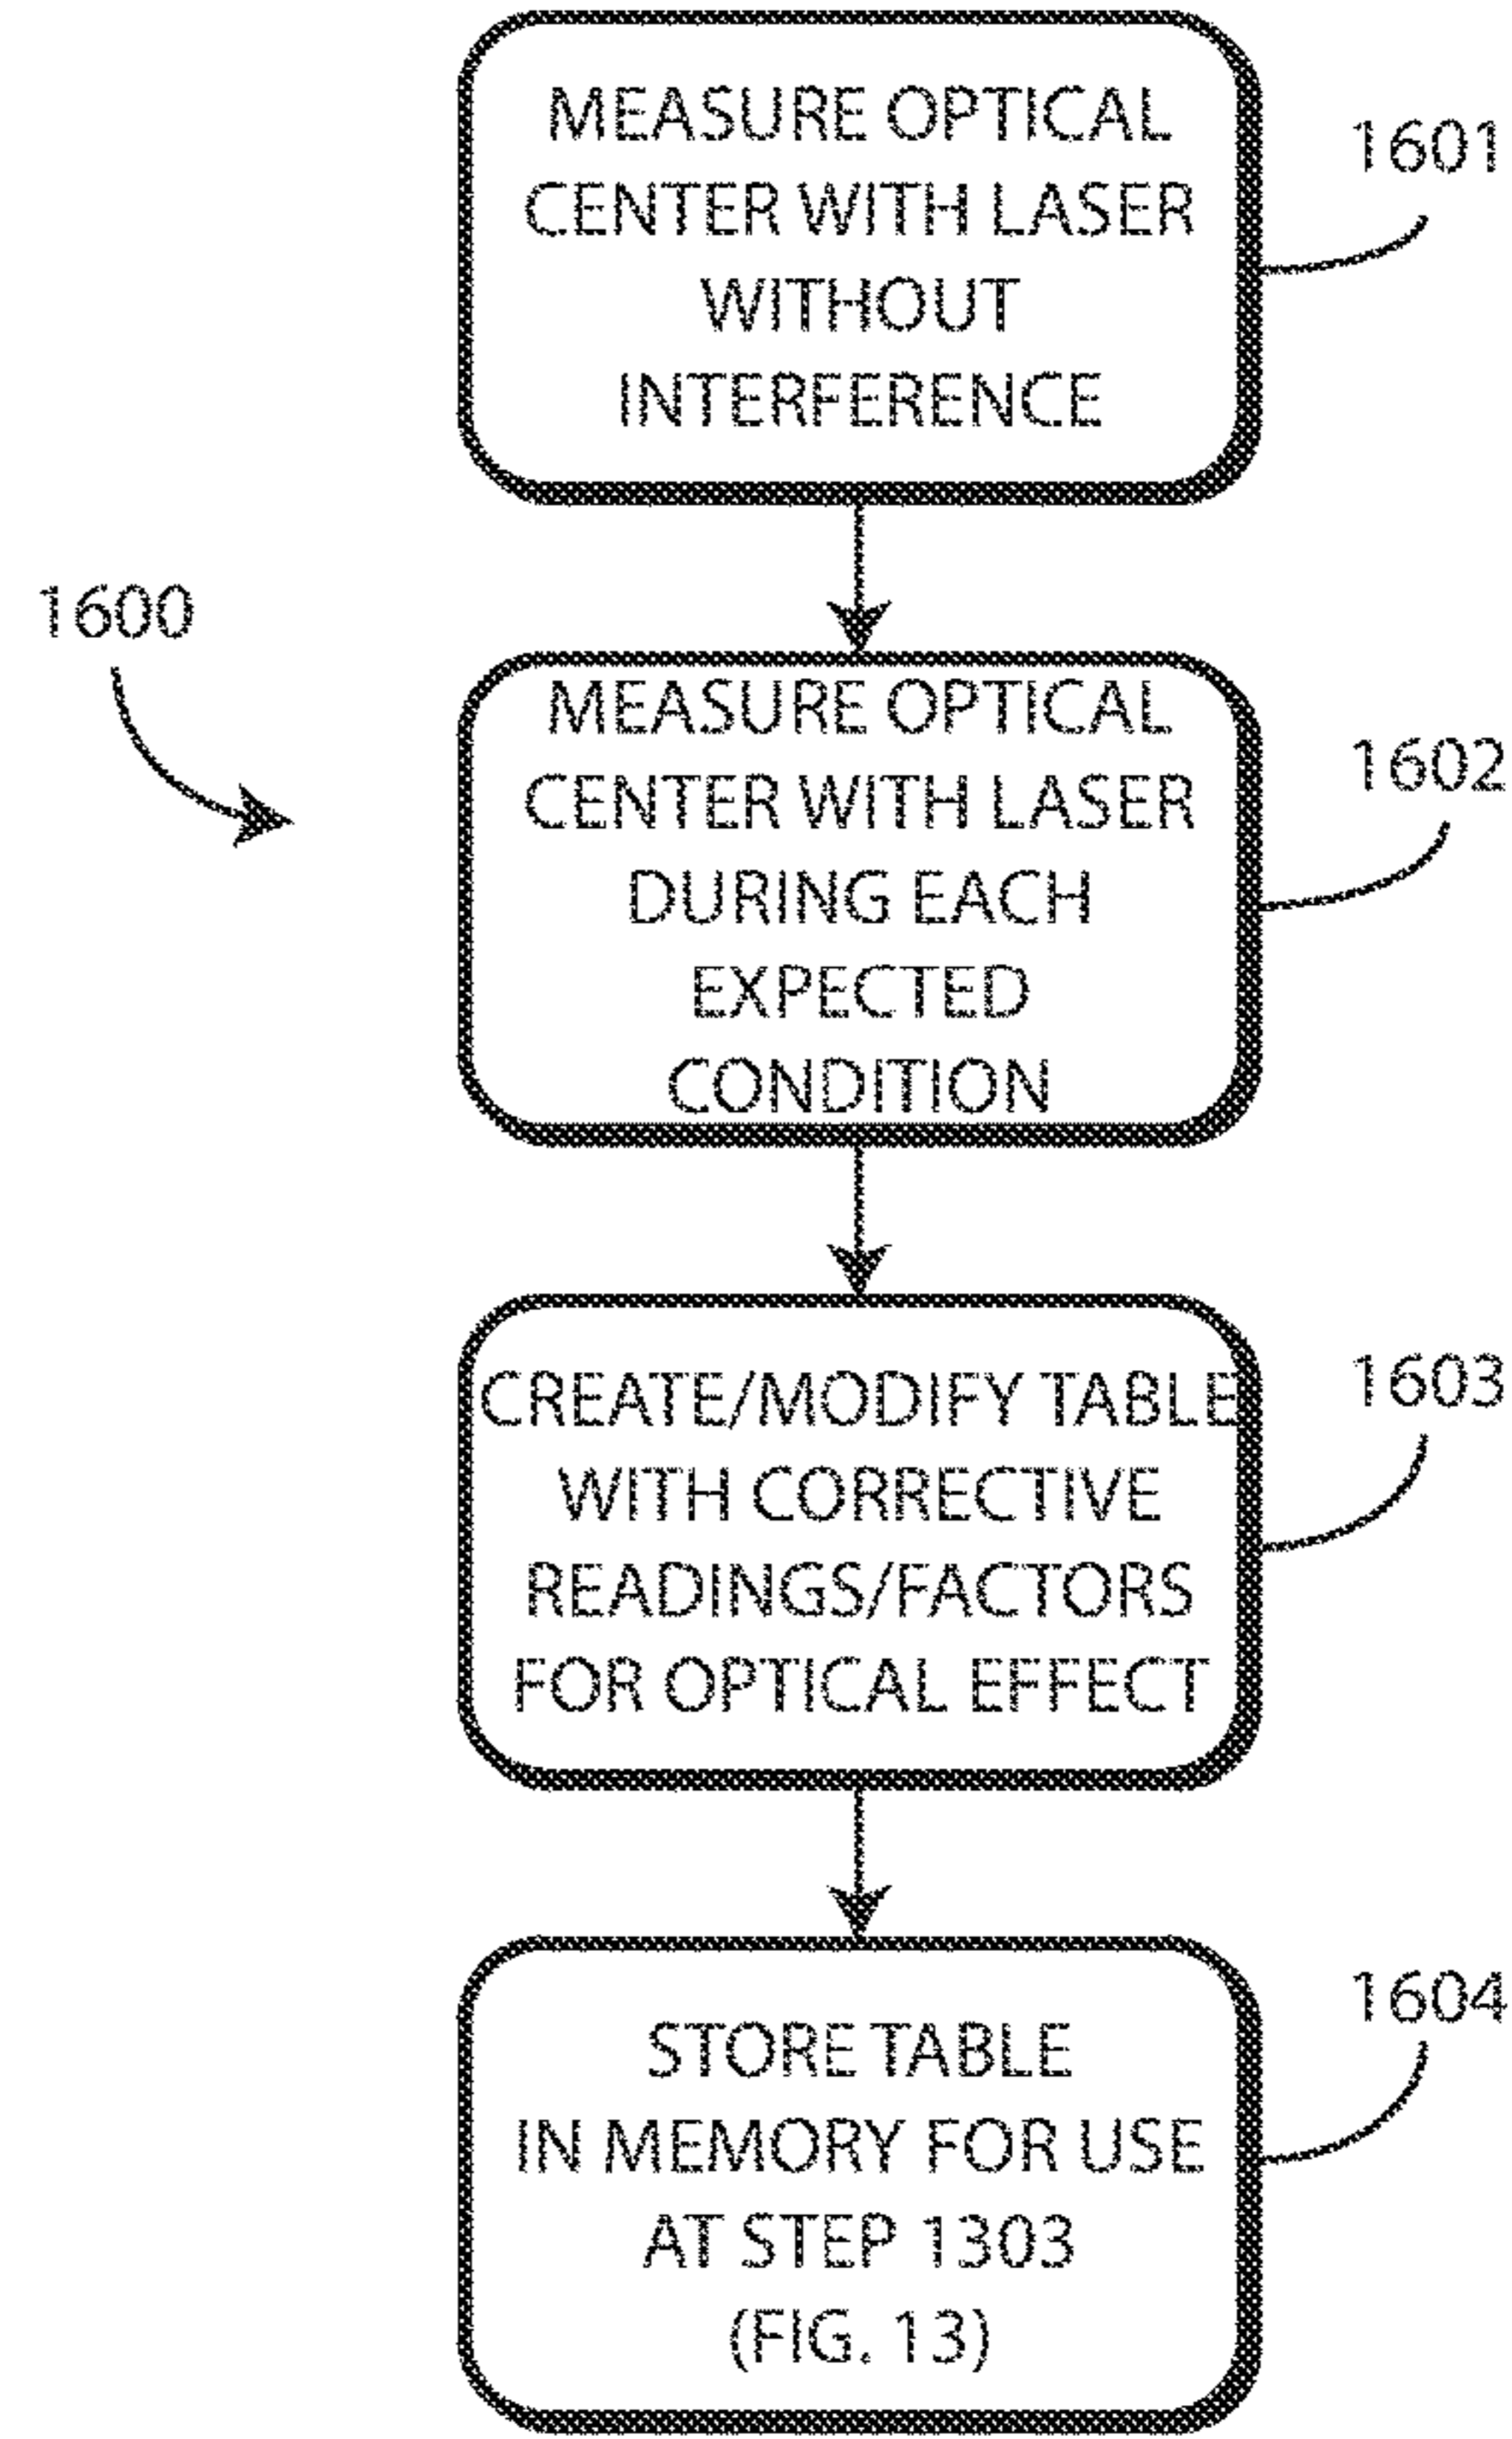 MEASURE OPTICAL
CENTER WITH LASER
WITHOUT
INTERFERENCE
1601
1600
MEASURE OPTICAL
CENTER WITH LASER
DURING EACH
EXPECTED
CONDITION
1602
CREATE/MODIFY TABLE
WITH CORRECTIVE
READINGS/FACTORS
FOR OPTICAL EFFECT
1603
STORE TABLE
IN MEMORY FOR USE
AT STEP 1303
(FIG. 13)
1604